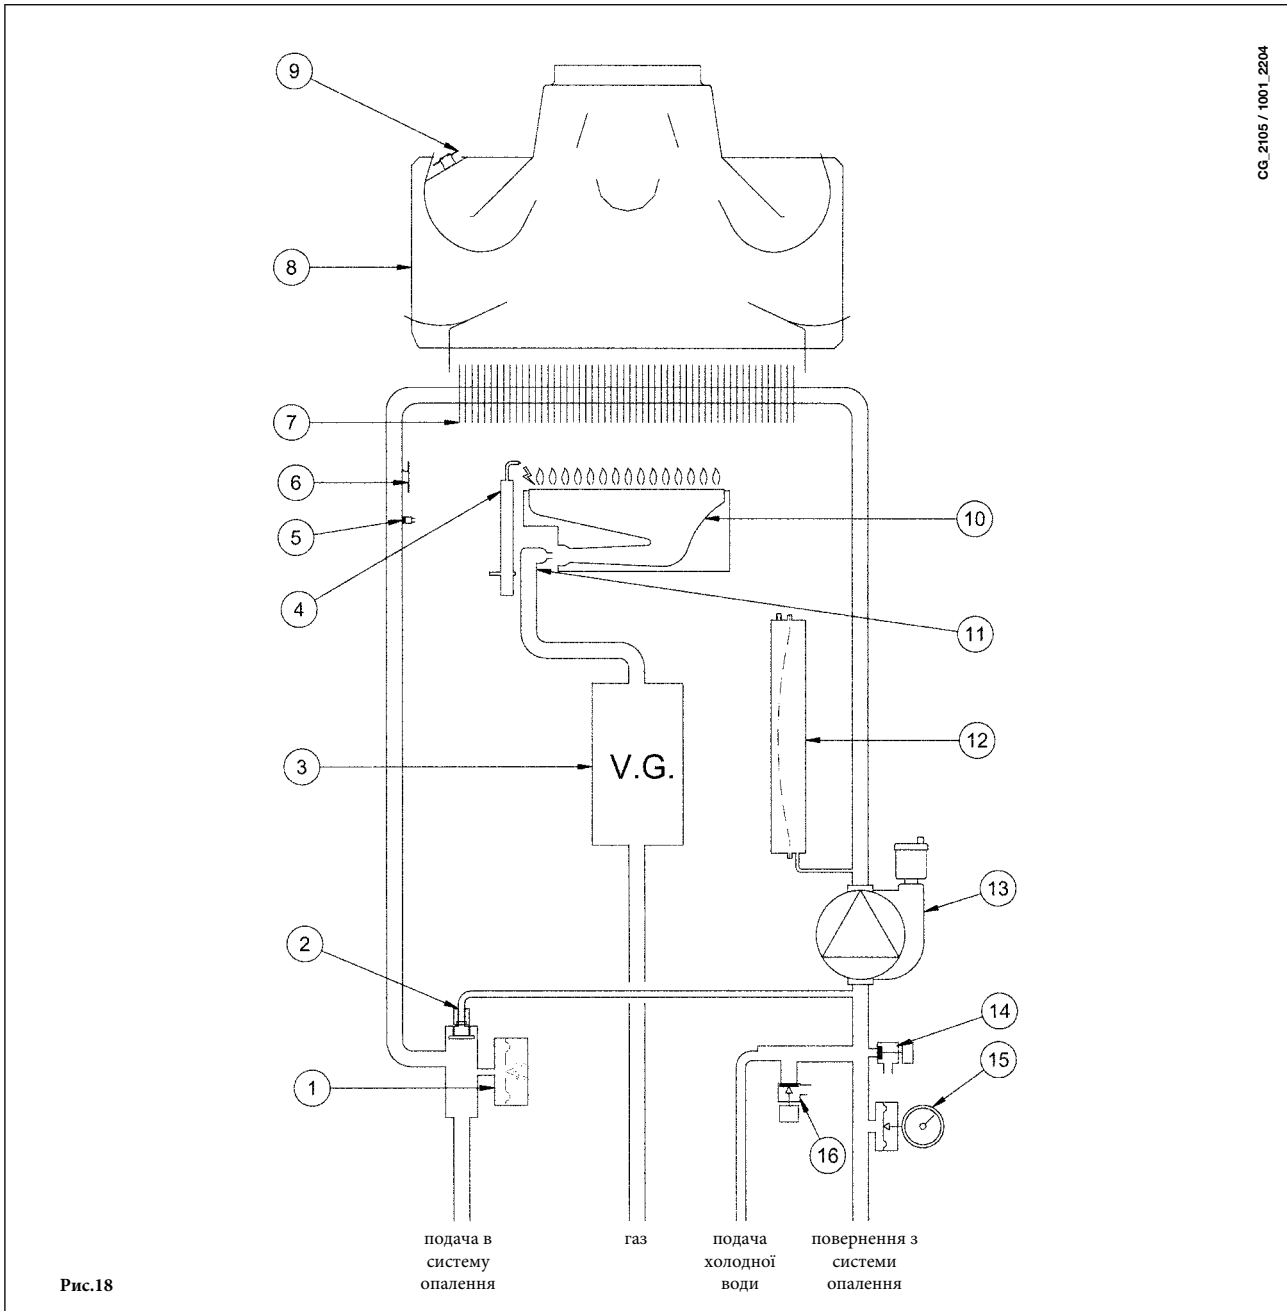 CG_2105 / 1001_2204
9
8
7
6
5
4
10
11
3
V.G.
12
13
2
14
1
15
16
подача в
систему
опалення
газ
подача
холодної
води
повернення з
системи
опалення
Рис.18